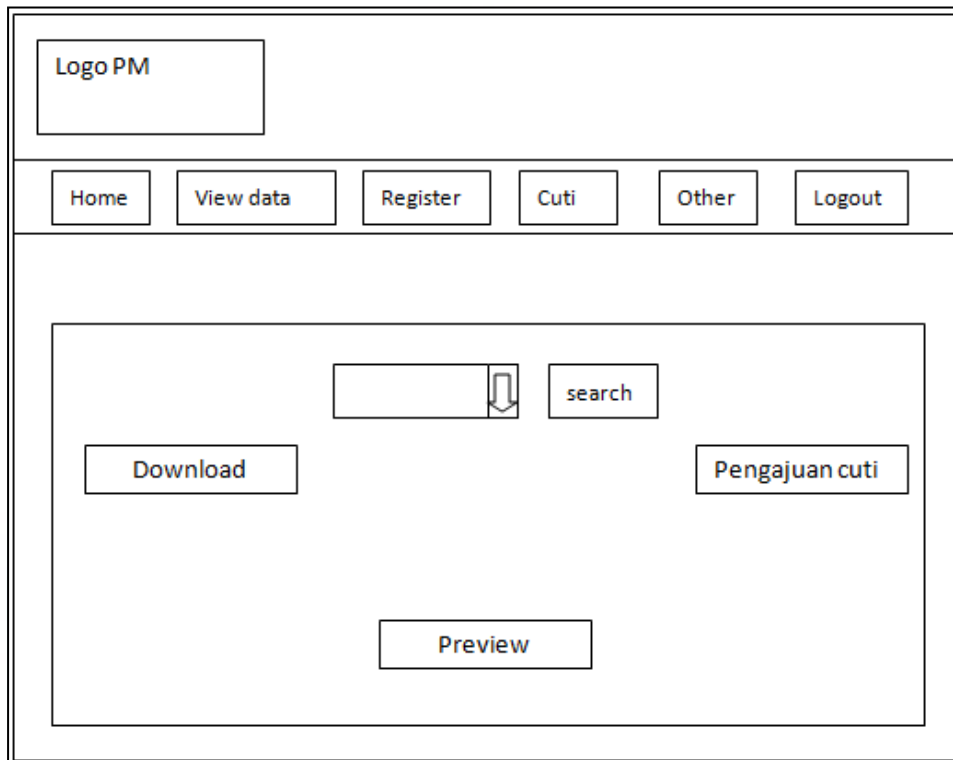 Logo PM
Home View data Register Cuti Other Logout
search
Download Pengajuan cuti
Preview